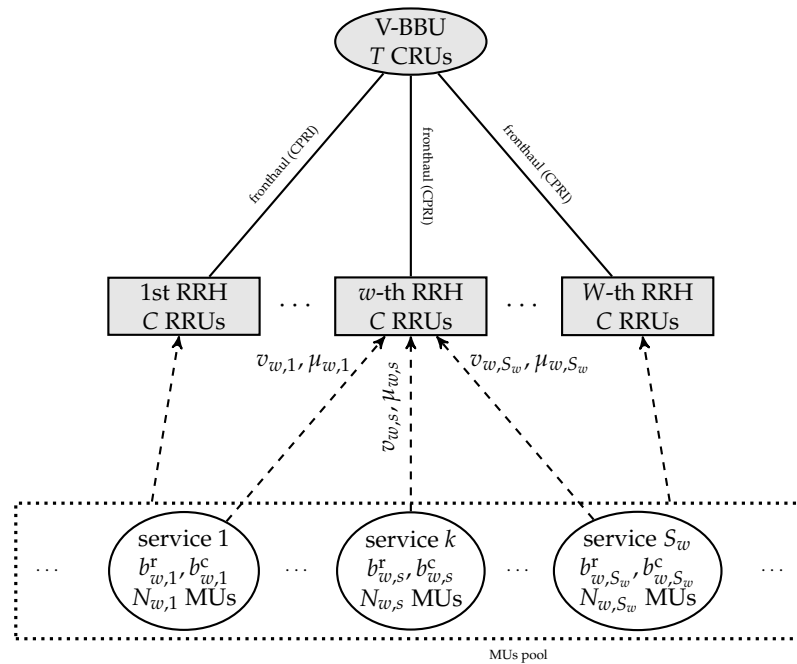 V-BBU
T CRUs
fronthaul (CPRI)
fronthaul (CPRI)
fronthaul (CPRI)
1st RRH
C RRUs
. . .
w-th RRH
C RRUs
. . .
W-th RRH
C RRUs
v_{w,1}, μ_{w,1}
v_{w,s}, μ_{w,s}
v_{w,S_w}, μ_{w,S_w}
. . .
service 1
b^r_{w,1}, b^c_{w,1}
N_{w,1} MUs
. . .
service k
b^r_{w,s}, b^c_{w,s}
N_{w,s} MUs
. . .
service S_w
b^r_{w,S_w}, b^c_{w,S_w}
N_{w,S_w} MUs
. . .
MUs pool